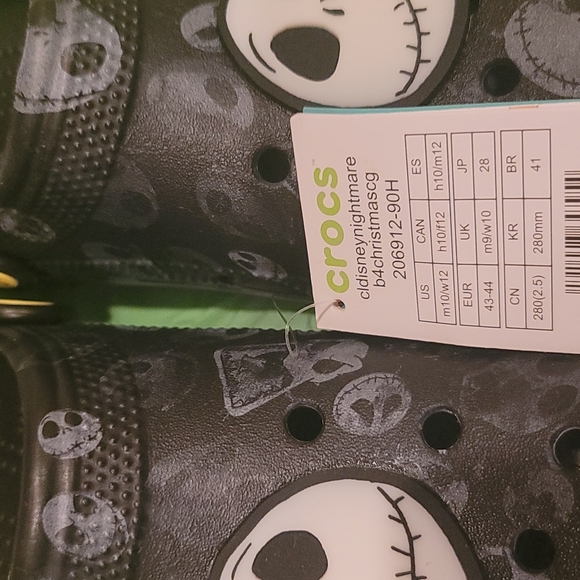 crocs™
cldisneynightmare
b4christmascg
206912-90H
US CAN ES
m10/w12 h10/f12 h10/m12
EUR UK JP
43-44 m9/w10 28
CN KR BR
280(2.5) 280mm 41